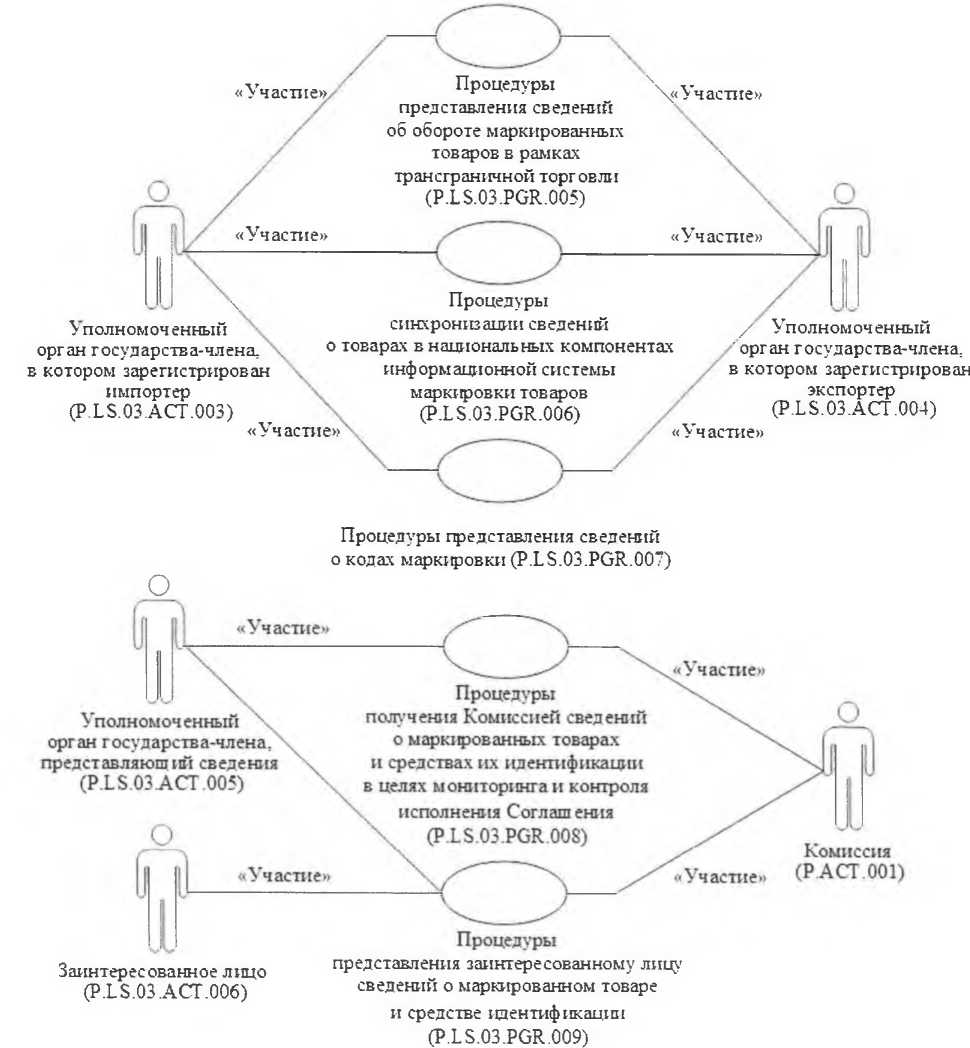 «Участие»
«Участие»
Процедуры
представления сведений
об обороте маркированных
товаров в рамках
трансграничной торговли
(P.LS.03.PGR.005)
«Участие»
«Участие»
Уполномоченный
орган государства-члена,
в котором зарегистрирован
импортер
(P.LS.03.ACT.003)
Процедуры
синхронизации сведений
о товарах в национальных компонентах
информационной системы
маркировки товаров
(P.LS.03.PGR.006)
Уполномоченный
орган государства-члена,
в котором зарегистрирован
экспортер
(P.LS.03.ACT.004)
«Участие»
«Участие»
Процедуры представления сведений
о кодах маркировки (P.LS.03.PGR.007)
«Участие»
«Участие»
Уполномоченный
орган государства-члена,
представляющий сведения
(P.LS.03.ACT.005)
Процедуры
получения Комиссией сведений
о маркированных товарах
и средствах их идентификации
в целях мониторинга и контроля
исполнения Соглашения
(P.LS.03.PGR.008)
Комиссия
(P.ACT.001)
«Участие»
«Участие»
Заинтересованное лицо
(P.LS.03.ACT.006)
Процедуры
представления заинтересованному лицу
сведений о маркированном товаре
и средстве идентификации
(P.LS.03.PGR.009)